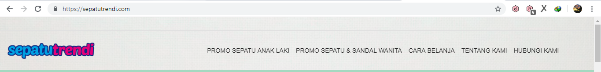 https://sepatutrendi.com
sepatutrendi
PROMO SEPATU ANAK LAKI PROMO SEPATU & SANDAL WANITA CARA BELANJA TENTANG KAMI HUBUNGI KAMI